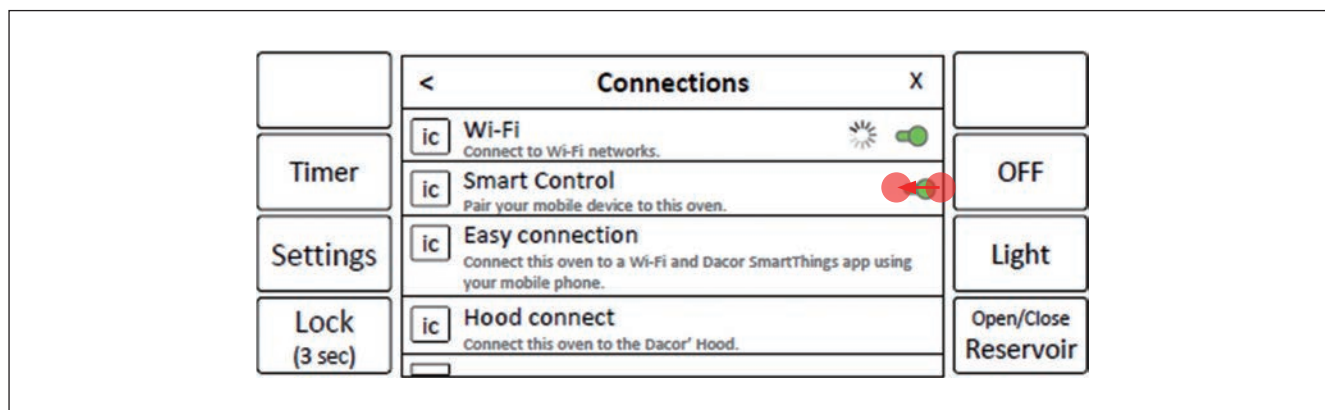 Timer
Settings
Lock
(3 sec)
< Connections X
ic Wi-Fi
Connect to Wi-Fi networks.
ic Smart Control
Pair your mobile device to this oven.
ic Easy connection
Connect this oven to a Wi-Fi and Dacor SmartThings app using
your mobile phone.
ic Hood connect
Connect this oven to the Dacor’ Hood.
OFF
Light
Open/Close
Reservoir